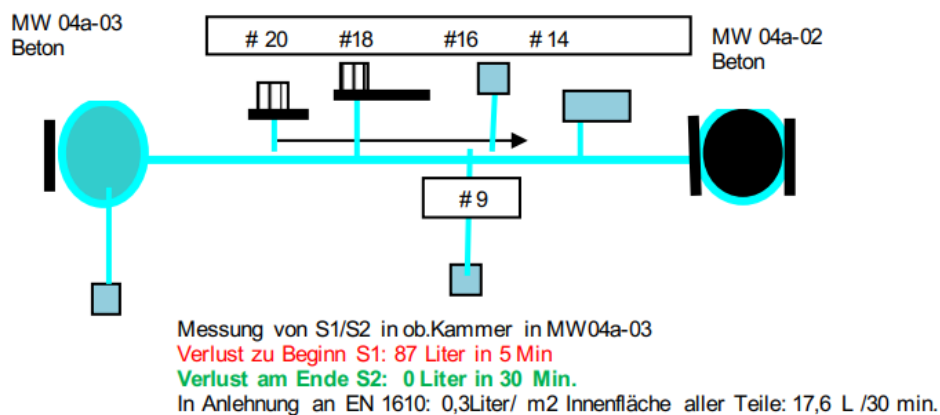 MW 04a-03
Beton
# 20 #18 #16 # 14
MW 04a-02
Beton
# 9
Messung von S1/S2 in ob.Kammer in MW04a-03
Verlust zu Beginn S1: 87 Liter in 5 Min
Verlust am Ende S2: 0 Liter in 30 Min.
In Anlehnung an EN 1610: 0,3Liter/ m2 Innenfläche aller Teile: 17,6 L /30 min.